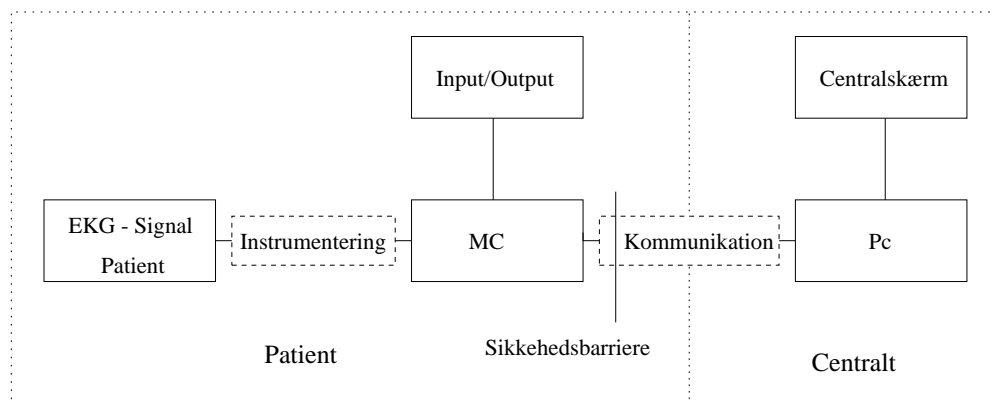 Input/Output
Centralskærm
EKG - Signal
Patient
Instrumentering
MC
Kommunikation
Pc
Sikkehedsbarriere
Patient
Centralt